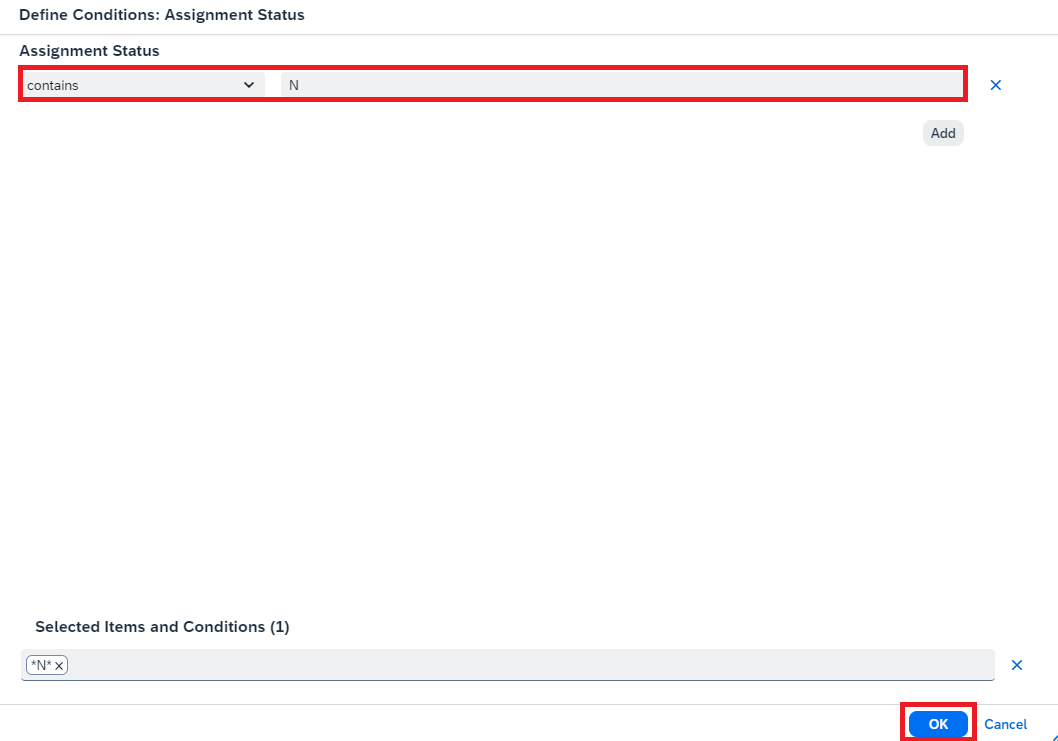 Define Conditions: Assignment Status
Assignment Status
contains N
Add
Selected Items and Conditions (1)
*N*
OK Cancel